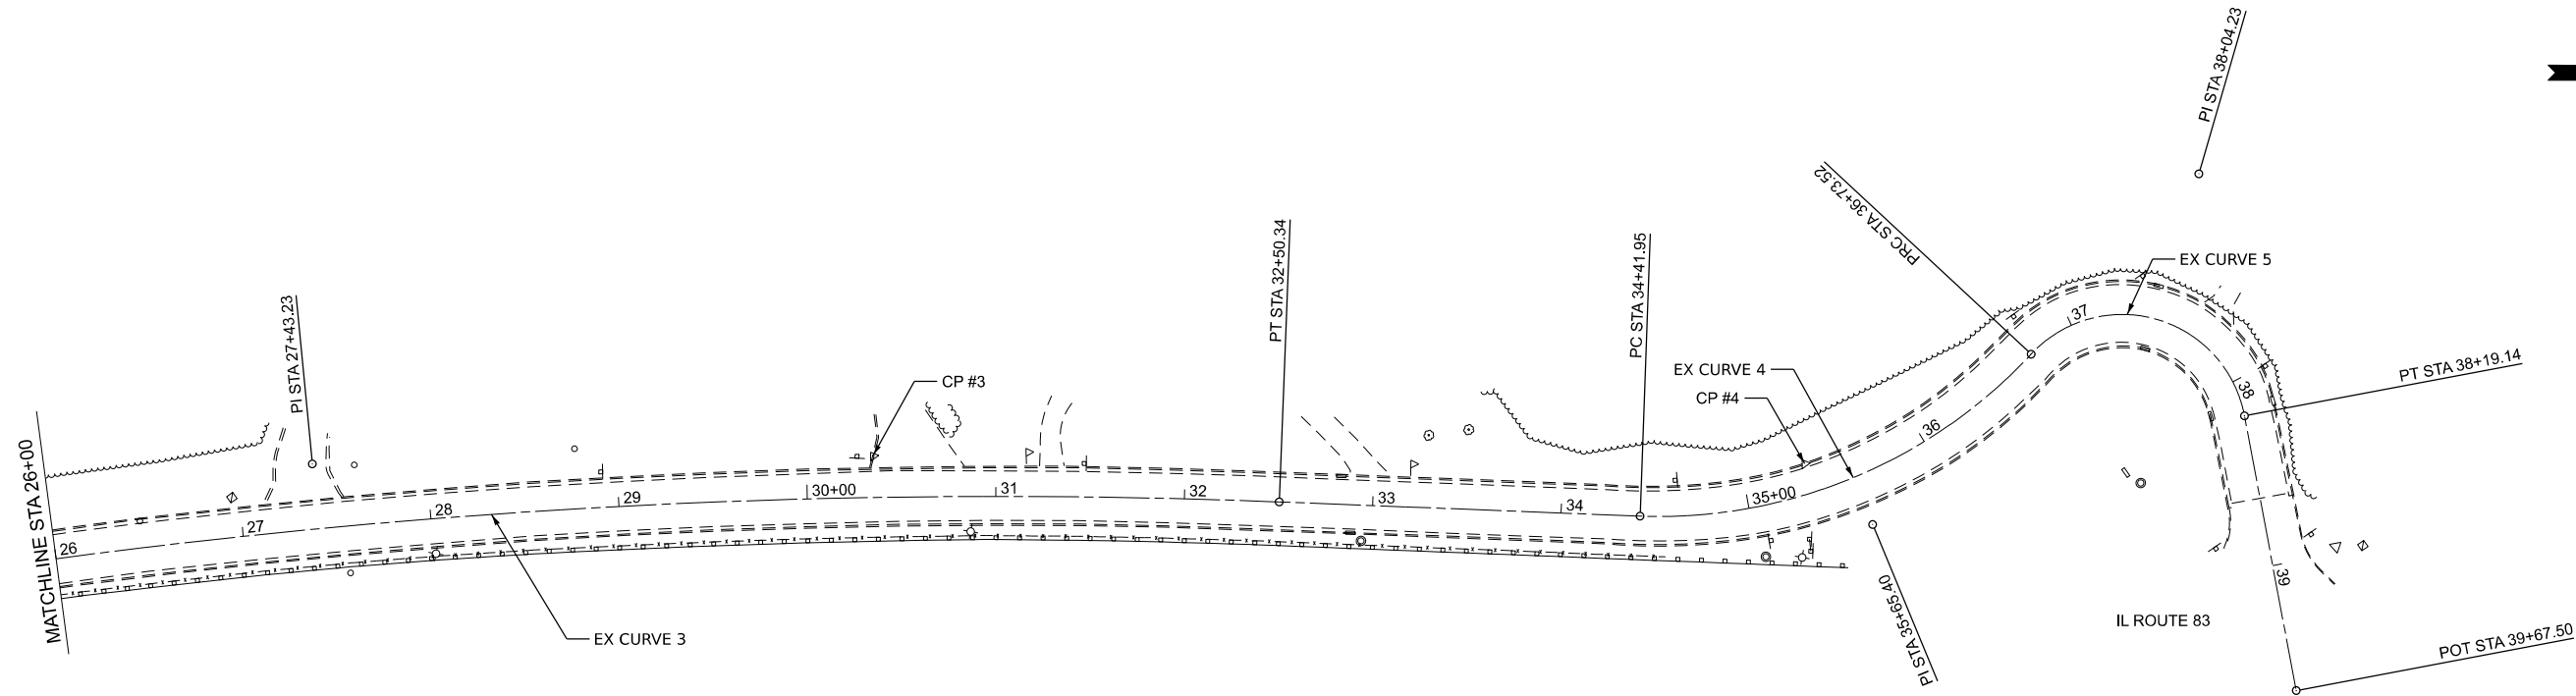 MATCHLINE STA 26+00
26
27
28
29
30+00
31
32
33
34
35+00
36
37
38
39
PI STA 27+43.23
CP #3
EX CURVE 3
PT STA 32+50.34
PC STA 34+41.95
EX CURVE 4
CP #4
PI STA 35+65.40
PRC STA 36+73.52
EX CURVE 5
PI STA 38+04.23
PT STA 38+19.14
IL ROUTE 83
POT STA 39+67.50